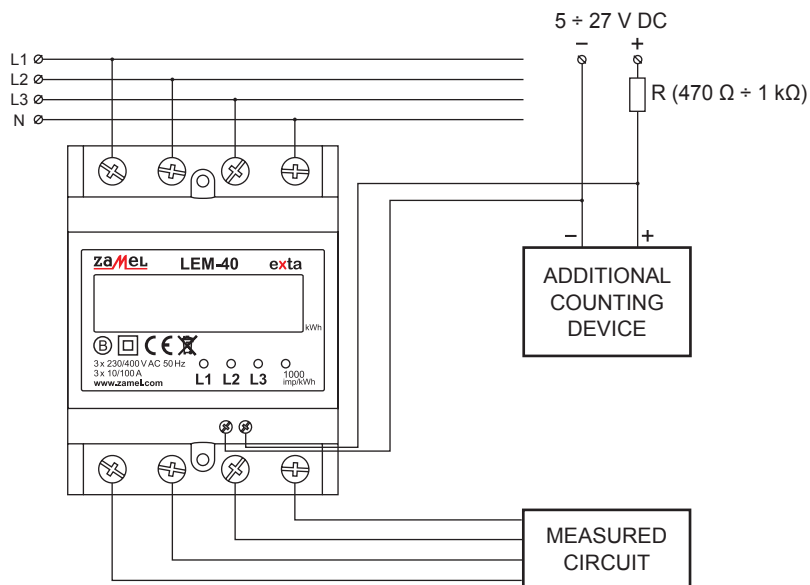 5 ÷ 27 V DC
− +
L1
L2
L3
N
R (470 Ω ÷ 1 kΩ)
− +
ADDITIONAL
COUNTING
DEVICE
zaMeL LEM-40 exta
kWh
B CE
3 x 230/400 V AC 50 Hz
3 x 10/100 A
www.zamel.com
L1 L2 L3 1000
imp/kWh
MEASURED
CIRCUIT